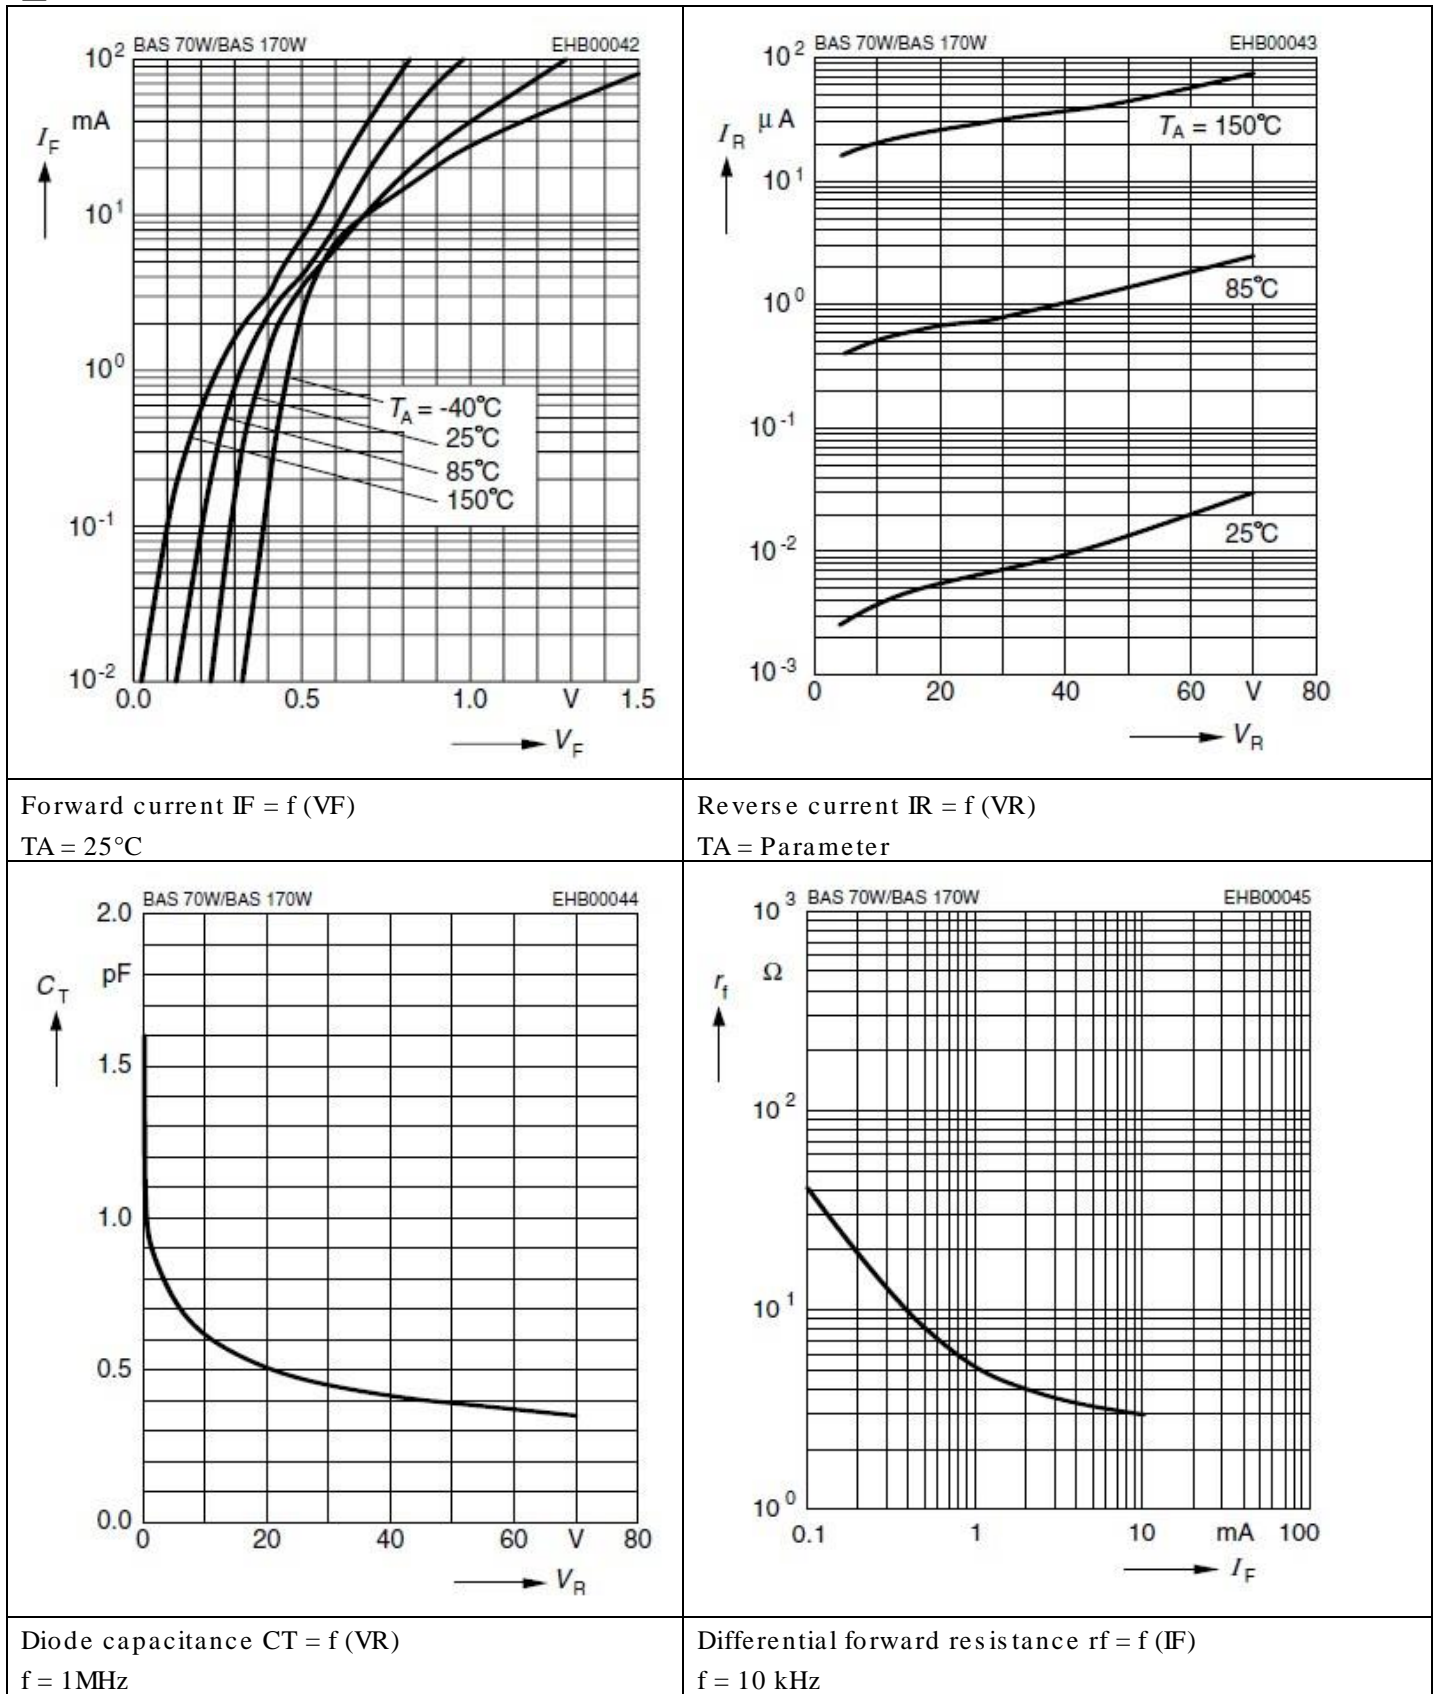 BAS 70W/BAS 170W EHB00042
10² 
I_F mA
10¹
10⁰
T_A = -40°C
25°C
85°C
150°C
10⁻¹
10⁻²
0.0 0.5 1.0 V 1.5
V_F
BAS 70W/BAS 170W EHB00043
10²
I_R µA
T_A = 150°C
10¹
10⁰
85°C
10⁻¹
10⁻²
25°C
10⁻³
0 20 40 60 V 80
V_R
Forward current IF = f (VF)
TA = 25°C
Reverse current IR = f (VR)
TA = Parameter
BAS 70W/BAS 170W EHB00044
2.0
C_T pF
1.5
1.0
0.5
0.0
0 20 40 60 V 80
V_R
BAS 70W/BAS 170W EHB00045
10³
r_f Ω
10²
10¹
10⁰
0.1 1 10 mA 100
I_F
Diode capacitance CT = f (VR)
f = 1MHz
Differential forward resistance rf = f (IF)
f = 10 kHz